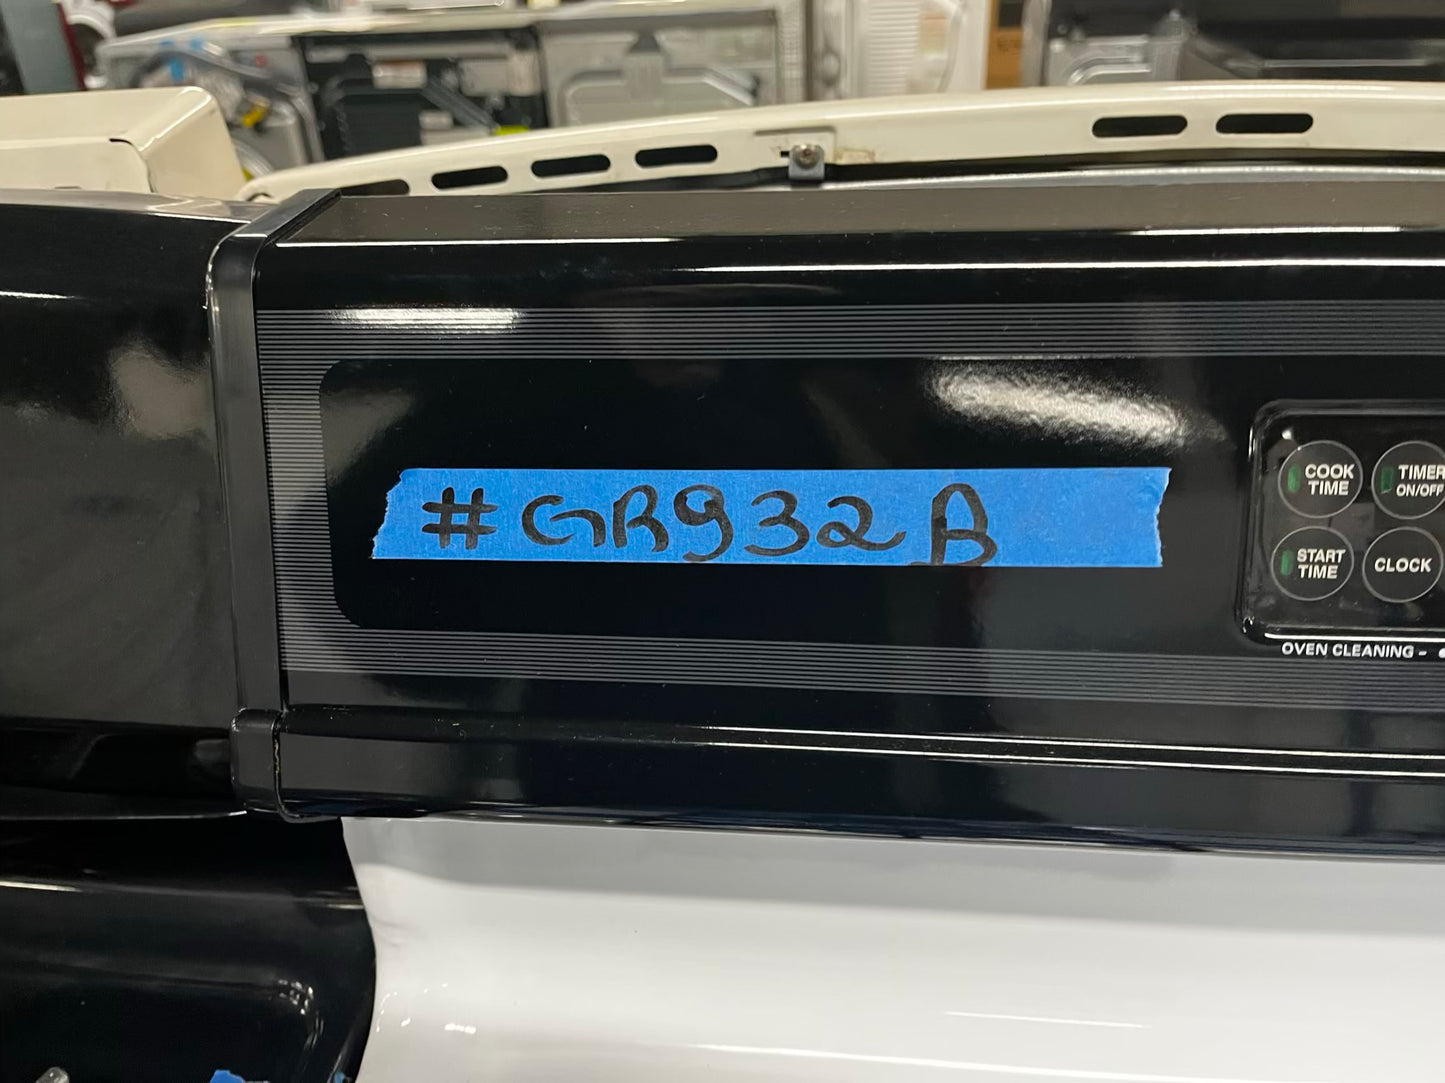 #GR932B
COOK TIME
TIMER ON/OFF
START TIME
CLOCK
OVEN CLEANING -